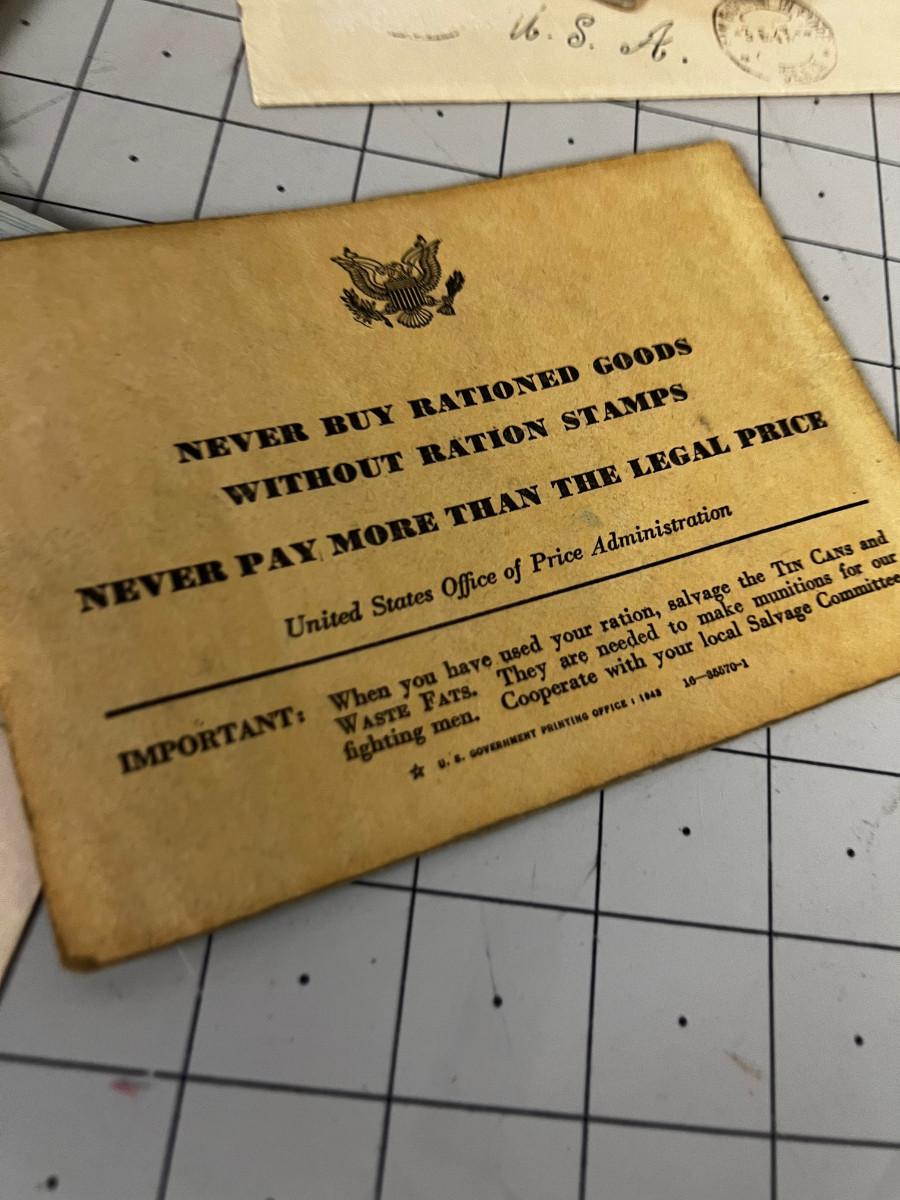 U. S. A.
NEVER BUY RATIONED GOODS
WITHOUT RATION STAMPS
NEVER PAY MORE THAN THE LEGAL PRICE
United States Office of Price Administration
IMPORTANT: When you have used your ration, salvage the TIN CANS and
WASTE FATS. They are needed to make munitions for our
fighting men. Cooperate with your local Salvage Committee
☆ U. S. GOVERNMENT PRINTING OFFICE : 1943 16—35570-1